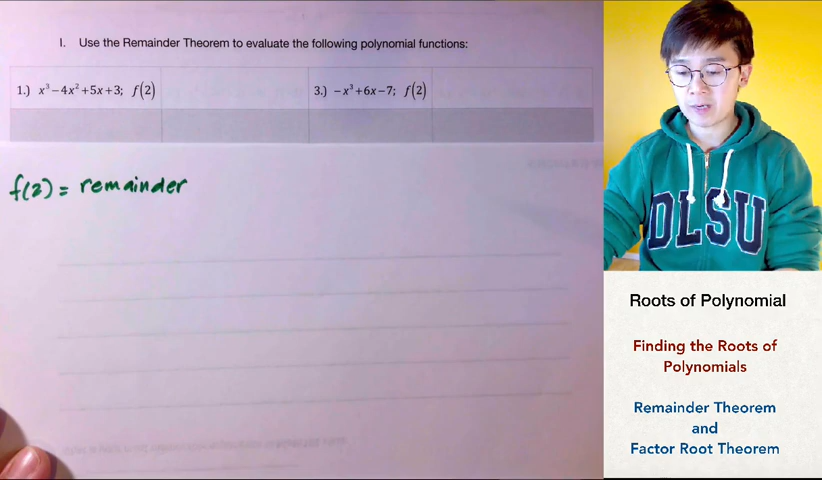 I. Use the Remainder Theorem to evaluate the following polynomial functions:
1.) x³−4x²+5x+3; f(2)
3.) −x³+6x−7; f(2)
f(2) = remainder
DLSU
Roots of Polynomial
Finding the Roots of
Polynomials
Remainder Theorem
and
Factor Root Theorem